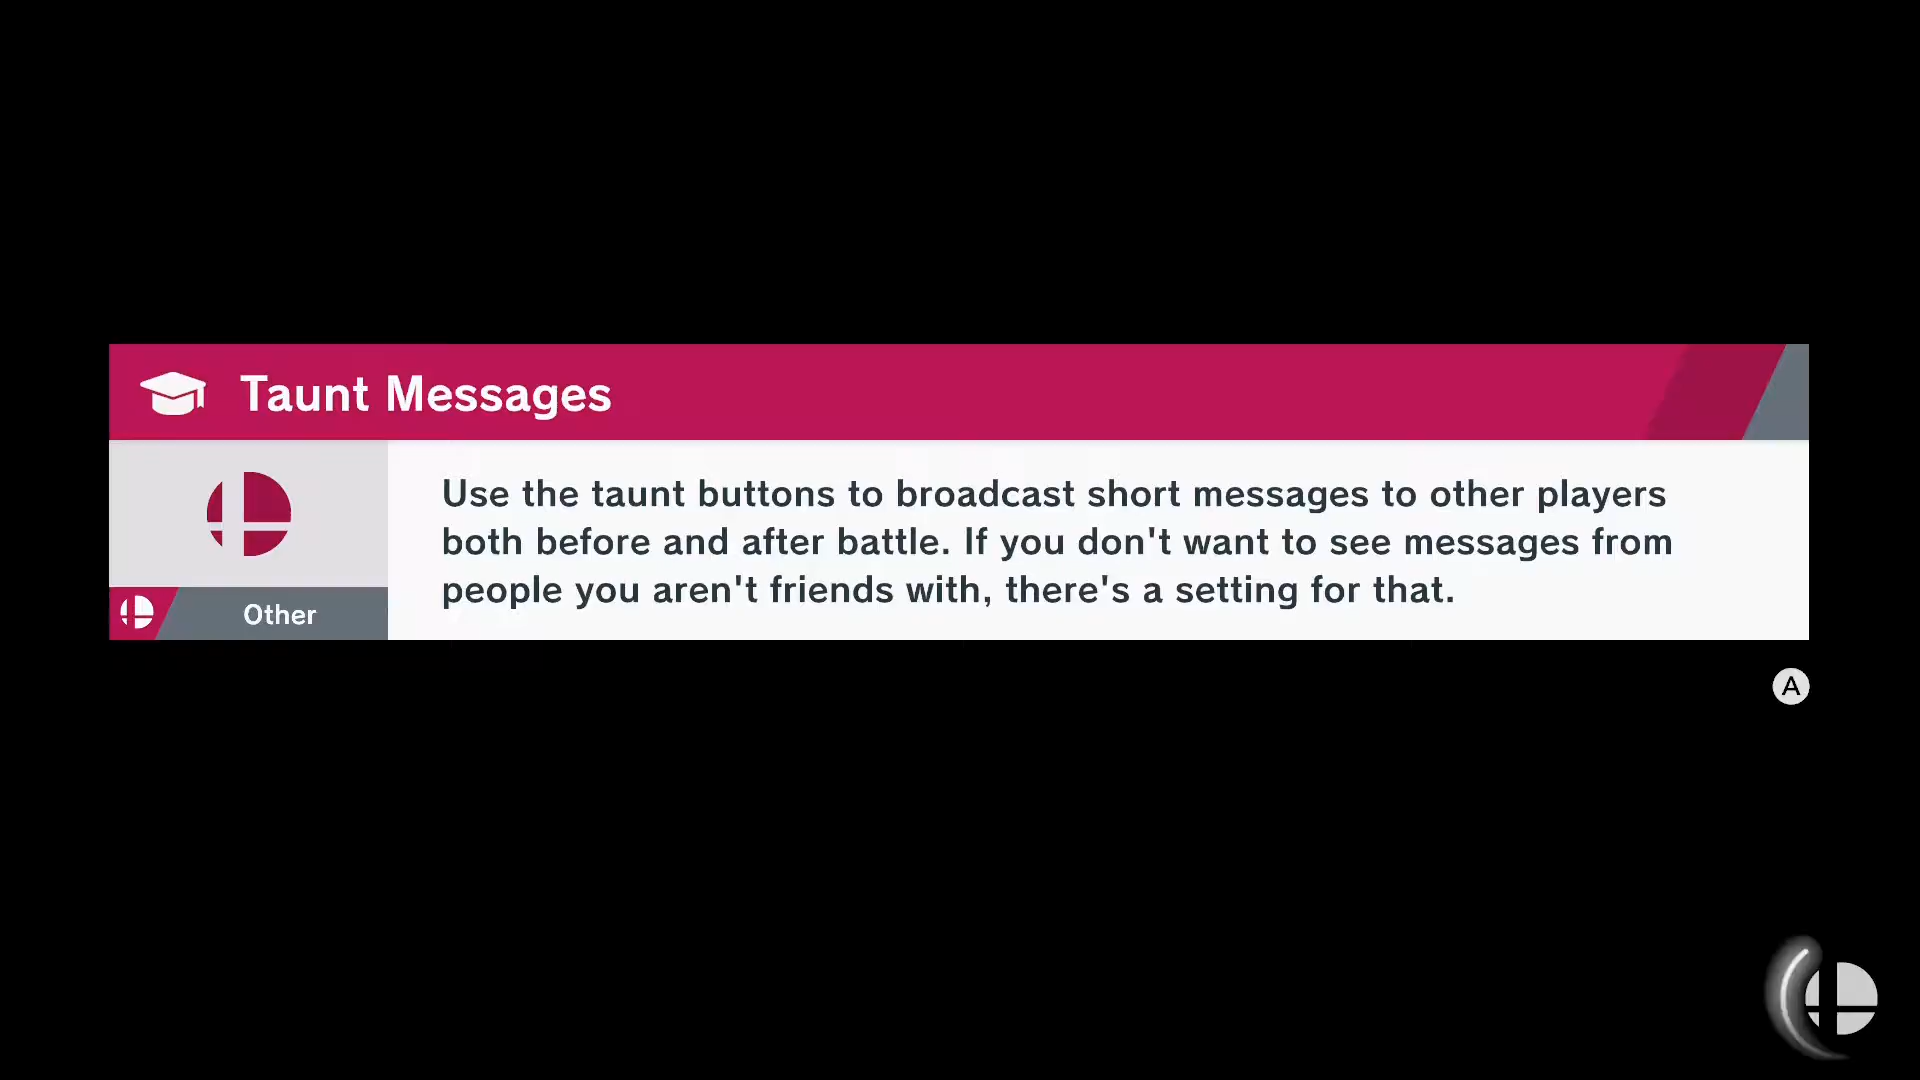 Taunt Messages
Use the taunt buttons to broadcast short messages to other players
both before and after battle. If you don't want to see messages from
people you aren't friends with, there's a setting for that.
Other
A